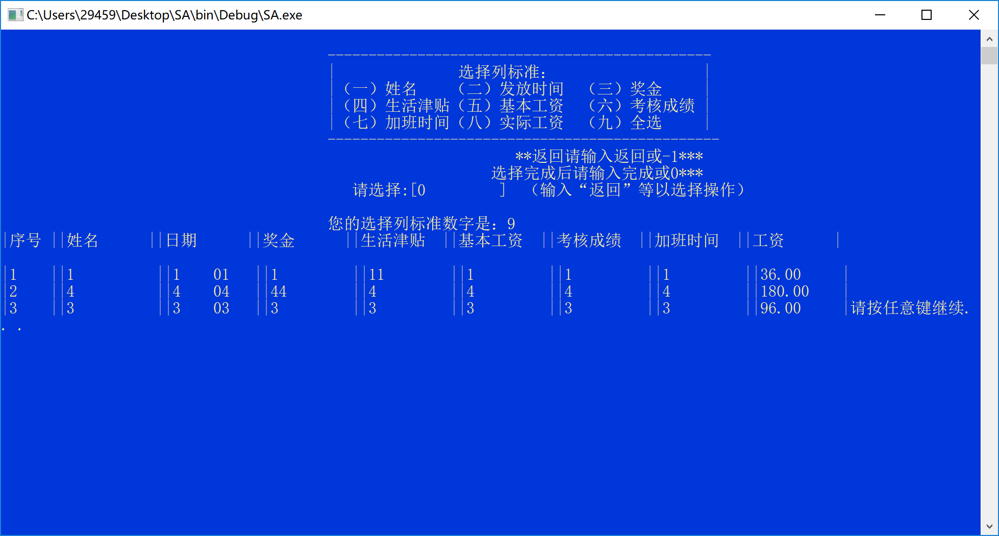 C:\Users\29459\Desktop\SA\bin\Debug\SA.exe
-----------------------------------------------
|               选择列标准：                   |
|（一）姓名    （二）发放时间  （三）奖金     |
|（四）生活津贴（五）基本工资  （六）考核成绩 |
|（七）加班时间（八）实际工资  （九）全选     |
------------------------------------------------
**返回请输入返回或-1***
选择完成后请输入完成或0***
请选择:[0         ]  （输入“返回”等以选择操作）
您的选择列标准数字是：9
|序号 ||姓名      ||日期      ||奖金      ||生活津贴  ||基本工资  ||考核成绩  ||加班时间  ||工资      |
|1    ||1          ||1    01   ||1         ||11        ||1         ||1         ||1         ||36.00     |
|2    ||4          ||4    04   ||44        ||4         ||4         ||4         ||4         ||180.00    |
|3    ||3          ||3    03   ||3         ||3         ||3         ||3         ||3         ||96.00     |请按任意键继续.
. .